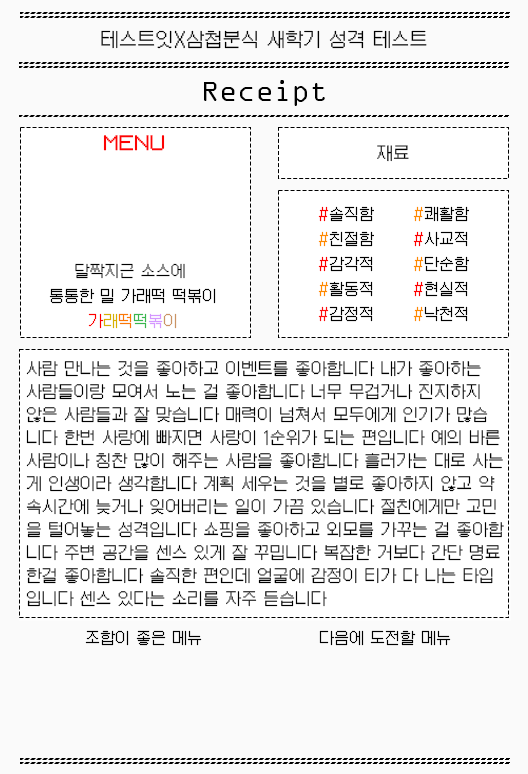 테스트잇X삼첩분식 새학기 성격 테스트
Receipt
MENU
달짝지근 소스에
통통한 밀 가래떡 떡볶이
가래떡떡볶이
재료
#솔직함 #쾌활함
#친절함 #사교적
#감각적 #단순함
#활동적 #현실적
#감정적 #낙천적
사람 만나는 것을 좋아하고 이벤트를 좋아합니다 내가 좋아하는
사람들이랑 모여서 노는 걸 좋아합니다 너무 무겁거나 진지하지
않은 사람들과 잘 맞습니다 매력이 넘쳐서 모두에게 인기가 많습
니다 한번 사랑에 빠지면 사랑이 1순위가 되는 편입니다 예의 바른
사람이나 칭찬 많이 해주는 사람을 좋아합니다 흘러가는 대로 사는
게 인생이라 생각합니다 계획 세우는 것을 별로 좋아하지 않고 약
속시간에 늦거나 잊어버리는 일이 가끔 있습니다 절친에게만 고민
을 털어놓는 성격입니다 쇼핑을 좋아하고 외모를 가꾸는 걸 좋아합
니다 주변 공간을 센스 있게 잘 꾸밉니다 복잡한 거보다 간단 명료
한걸 좋아합니다 솔직한 편인데 얼굴에 감정이 티가 다 나는 타입
입니다 센스 있다는 소리를 자주 듣습니다
조합이 좋은 메뉴
다음에 도전할 메뉴